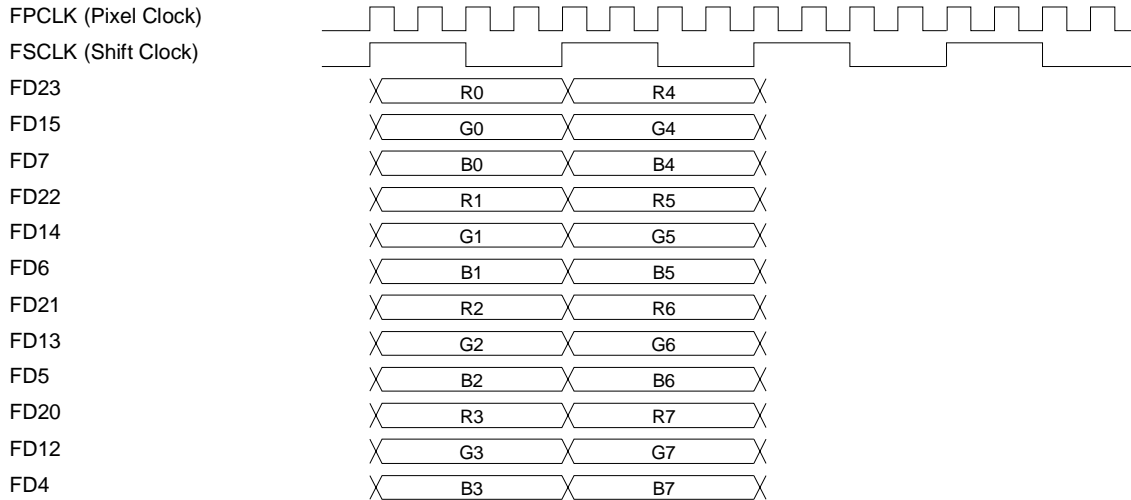 FPCLK (Pixel Clock)
FSCLK (Shift Clock)
FD23 R0 R4
FD15 G0 G4
FD7 B0 B4
FD22 R1 R5
FD14 G1 G5
FD6 B1 B5
FD21 R2 R6
FD13 G2 G6
FD5 B2 B6
FD20 R3 R7
FD12 G3 G7
FD4 B3 B7